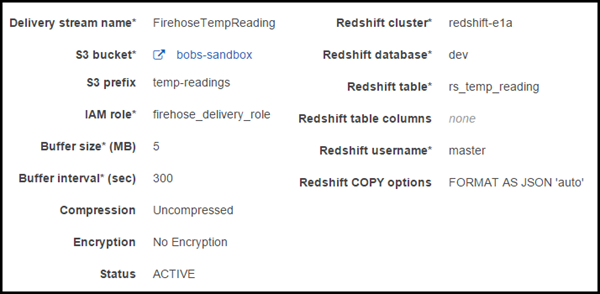 Delivery stream name* FirehoseTempReading
S3 bucket* bobs-sandbox
S3 prefix temp-readings
IAM role* firehose_delivery_role
Buffer size* (MB) 5
Buffer interval* (sec) 300
Compression Uncompressed
Encryption No Encryption
Status ACTIVE
Redshift cluster* redshift-e1a
Redshift database* dev
Redshift table* rs_temp_reading
Redshift table columns none
Redshift username* master
Redshift COPY options FORMAT AS JSON 'auto'